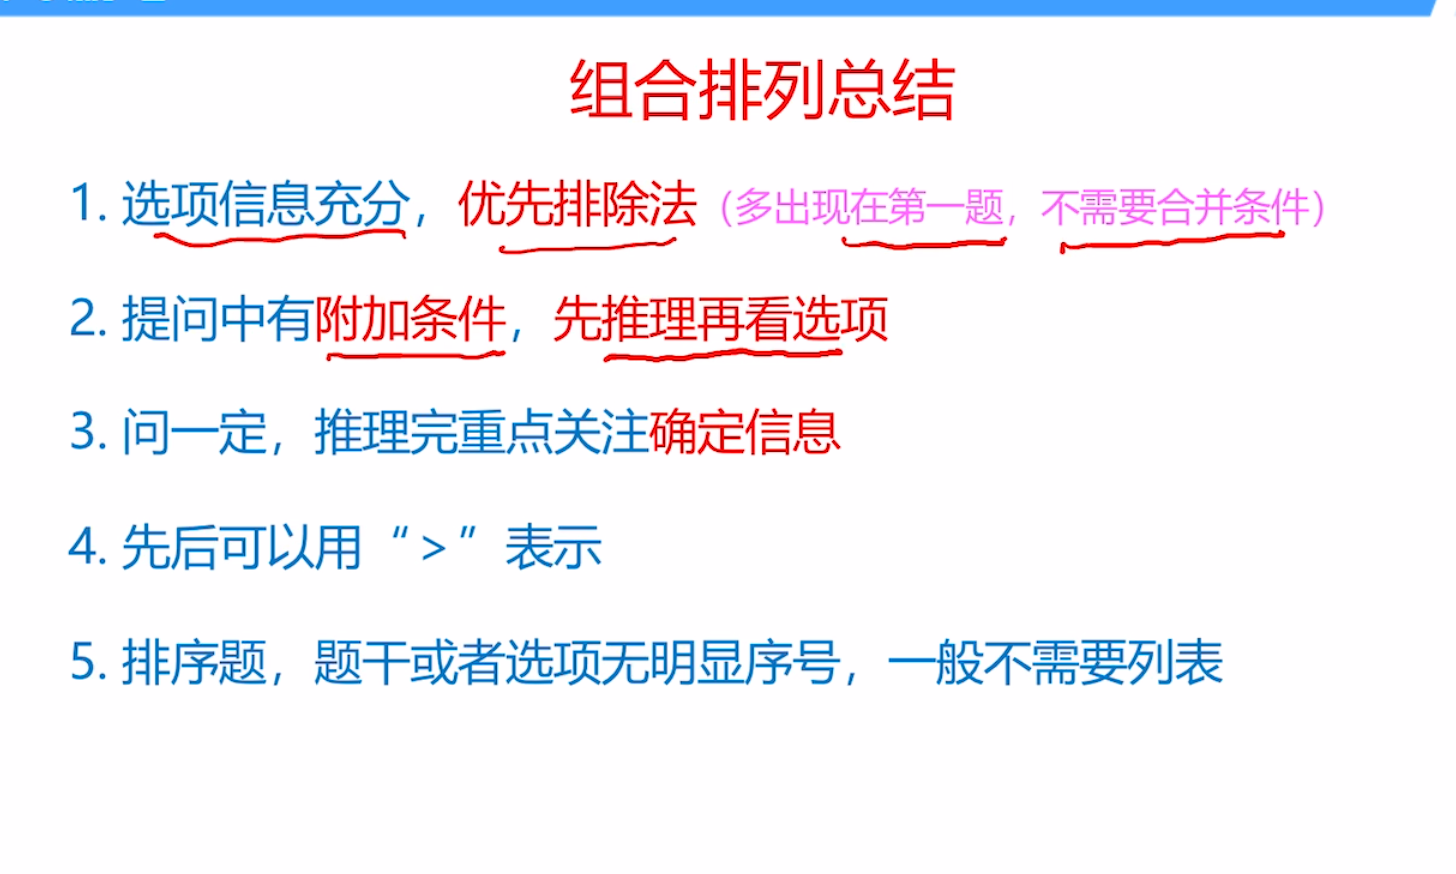 组合排列总结
1. 选项信息充分，优先排除法（多出现在第一题，不需要合并条件）
2. 提问中有附加条件，先推理再看选项
3. 问一定，推理完重点关注确定信息
4. 先后可以用“>”表示
5. 排序题，题干或者选项无明显序号，一般不需要列表